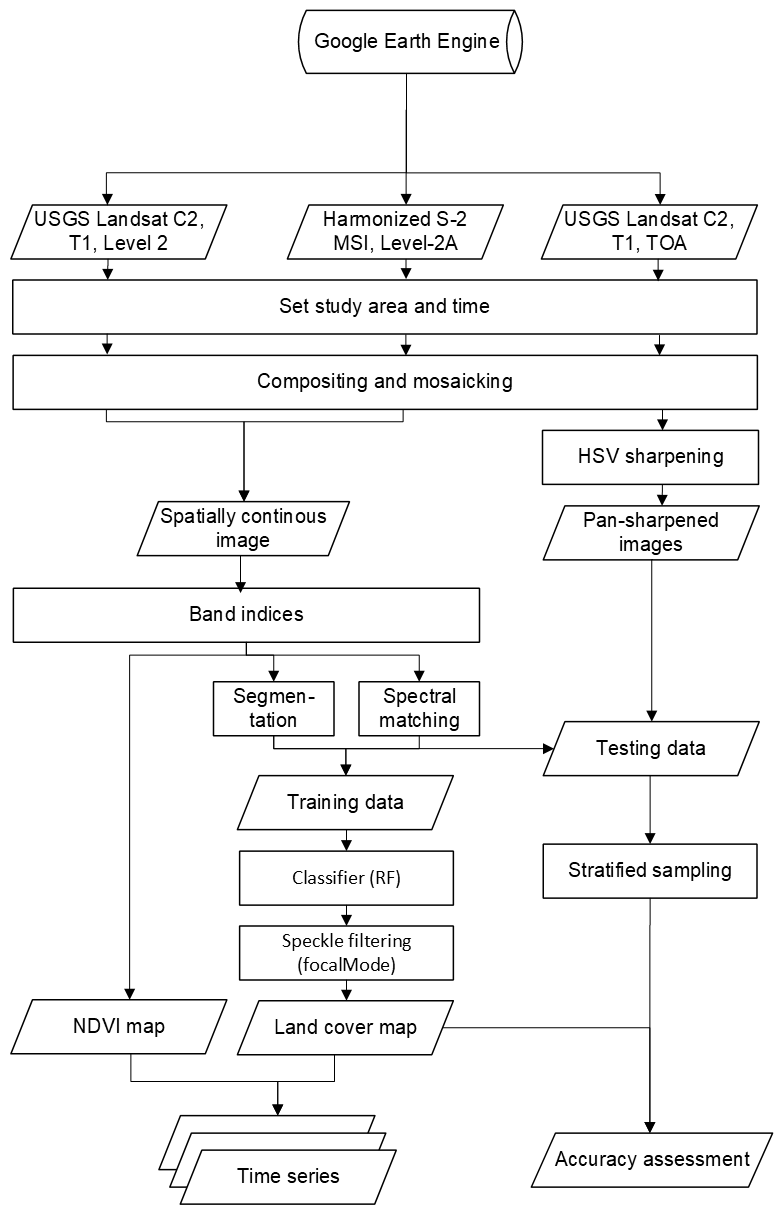 Google Earth Engine
USGS Landsat C2,
T1, Level 2
Harmonized S-2
MSI, Level-2A
USGS Landsat C2,
T1, TOA
Set study area and time
Compositing and mosaicking
HSV sharpening
Spatially continous
image
Pan-sharpened
images
Band indices
Segmen-
tation
Spectral
matching
Testing data
Training data
Classifier (RF)
Stratified sampling
Speckle filtering
(focalMode)
NDVI map
Land cover map
Time series
Accuracy assessment